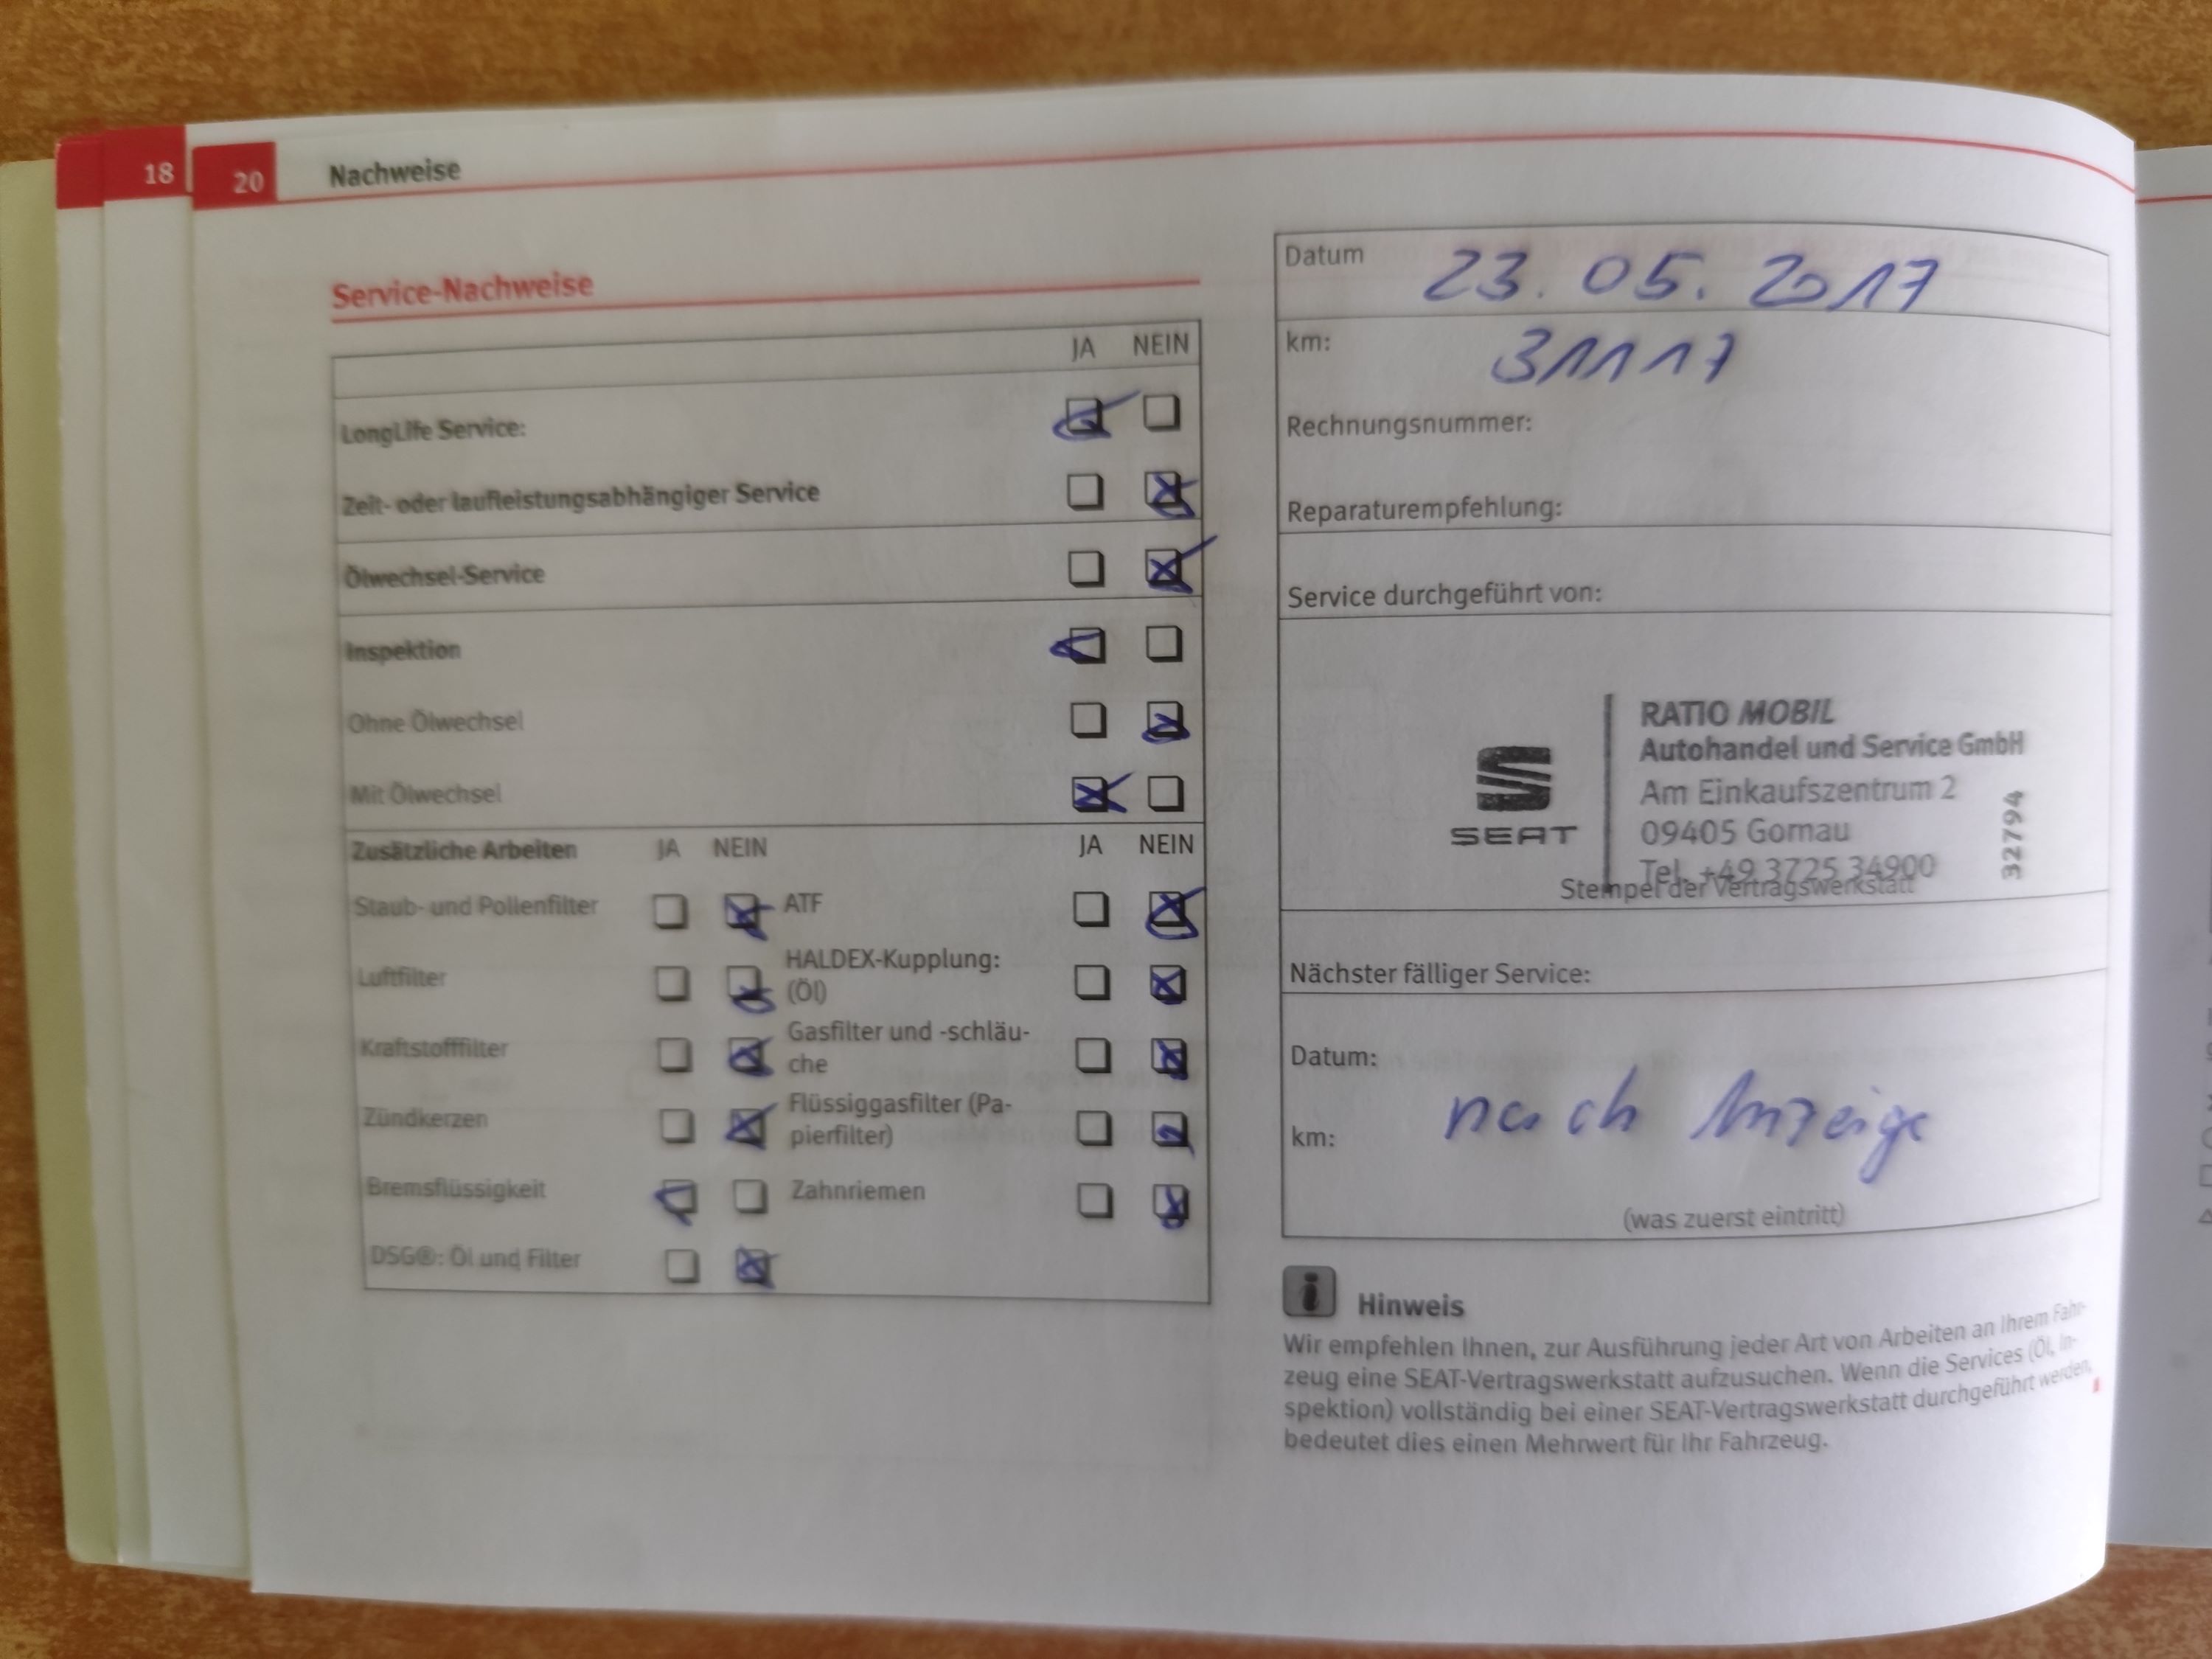 18
20
Nachweise
Service-Nachweise
JA NEIN
LongLife Service:
Zeit- oder laufleistungsabhängiger Service
Ölwechsel-Service
Inspektion
Ohne Ölwechsel
Mit Ölwechsel
Zusätzliche Arbeiten JA NEIN JA NEIN
Staub- und Pollenfilter ATF
Luftfilter HALDEX-Kupplung:
(Öl)
Kraftstofffilter Gasfilter und -schläu-
che
Zündkerzen Flüssiggasfilter (Pa-
pierfilter)
Bremsflüssigkeit Zahnriemen
DSG®: Öl und Filter
Datum 23.05.2017
km: 31117
Rechnungsnummer:
Reparaturempfehlung:
Service durchgeführt von:
SEAT
RATIO MOBIL
Autohandel und Service GmbH
Am Einkaufszentrum 2
09405 Gornau
Tel. +49 3725 34900
32794
Stempel der Vertragswerkstatt
Nächster fälliger Service:
Datum:
km: nach Anzeige
(was zuerst eintritt)
Hinweis
Wir empfehlen Ihnen, zur Ausführung jeder Art von Arbeiten an Ihrem Fahr-
zeug eine SEAT-Vertragswerkstatt aufzusuchen. Wenn die Services (Öl, In-
spektion) vollständig bei einer SEAT-Vertragswerkstatt durchgeführt werden,
bedeutet dies einen Mehrwert für Ihr Fahrzeug.